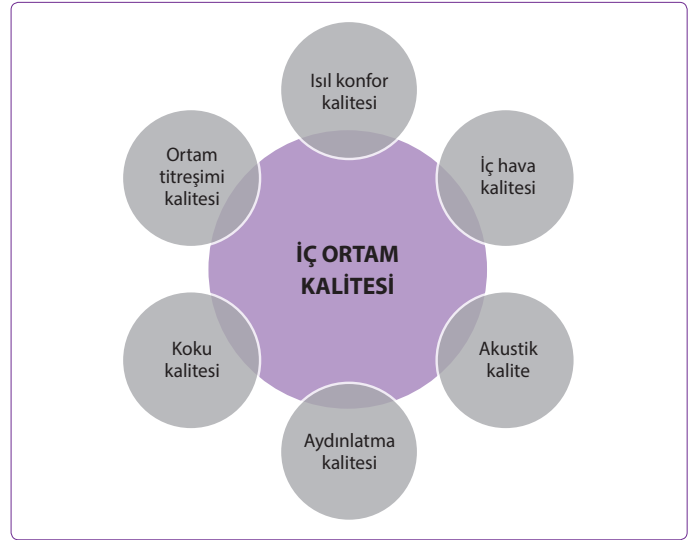 Isıl konfor
kalitesi
İç hava
kalitesi
Akustik
kalite
Aydınlatma
kalitesi
Koku
kalitesi
Ortam
titreşimi
kalitesi
İÇ ORTAM
KALİTESİ